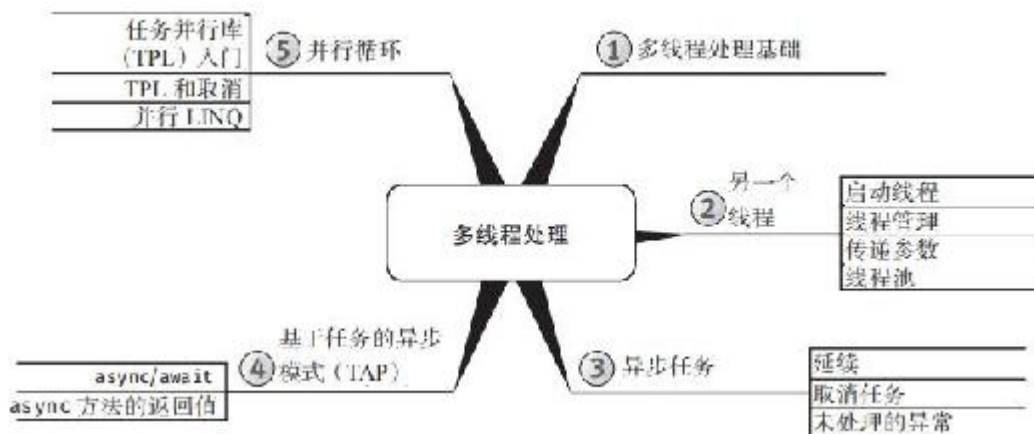 多线程处理
① 多线程处理基础
② 另一个
线程
启动线程
线程管理
传递参数
线程池
③ 异步任务
延续
取消任务
未处理的异常
④ 基于任务的异步
模式（TAP）
async/await
async 方法的返回值
⑤ 并行循环
任务并行库
（TPL）入门
TPL 和取消
并行 LINQ